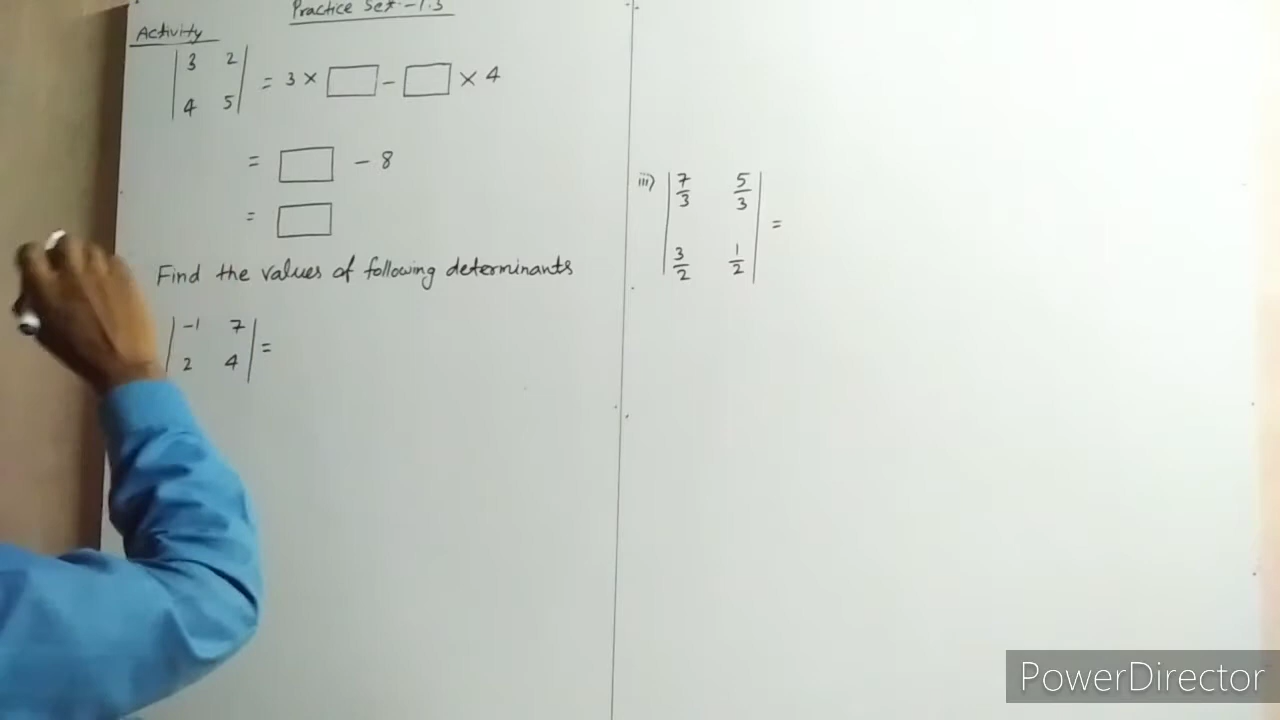 Practice Set - 1.3
Activity
| 3 2 |
| 4 5 | = 3 × □ - □ × 4
= □ - 8
= □
Find the values of following determinants
| -1 7 |
| 2 4 | =
iii) | 7/3 5/3 |
| 3/2 1/2 | =
PowerDirector